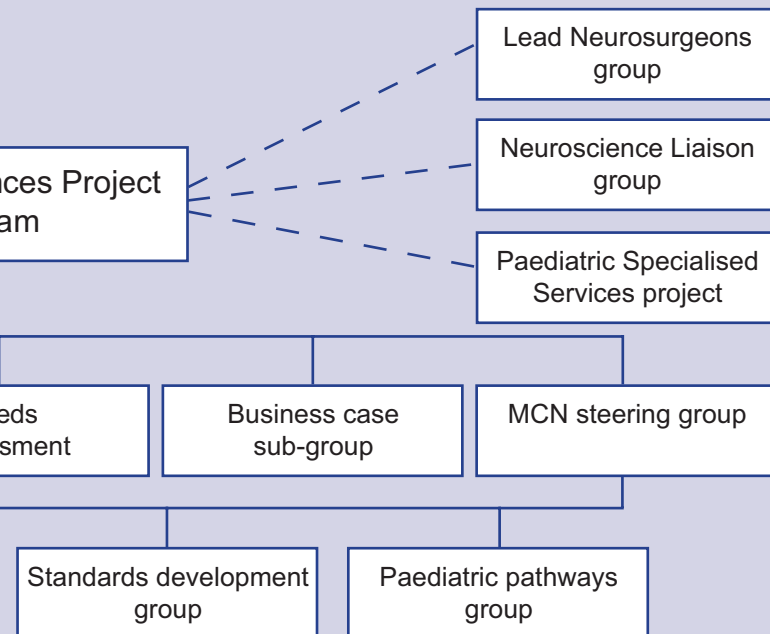 Lead Neurosurgeons
group
Neuroscience Liaison
group
nces Project
am
Paediatric Specialised
Services project
eds
sment
Business case
sub-group
MCN steering group
Standards development
group
Paediatric pathways
group